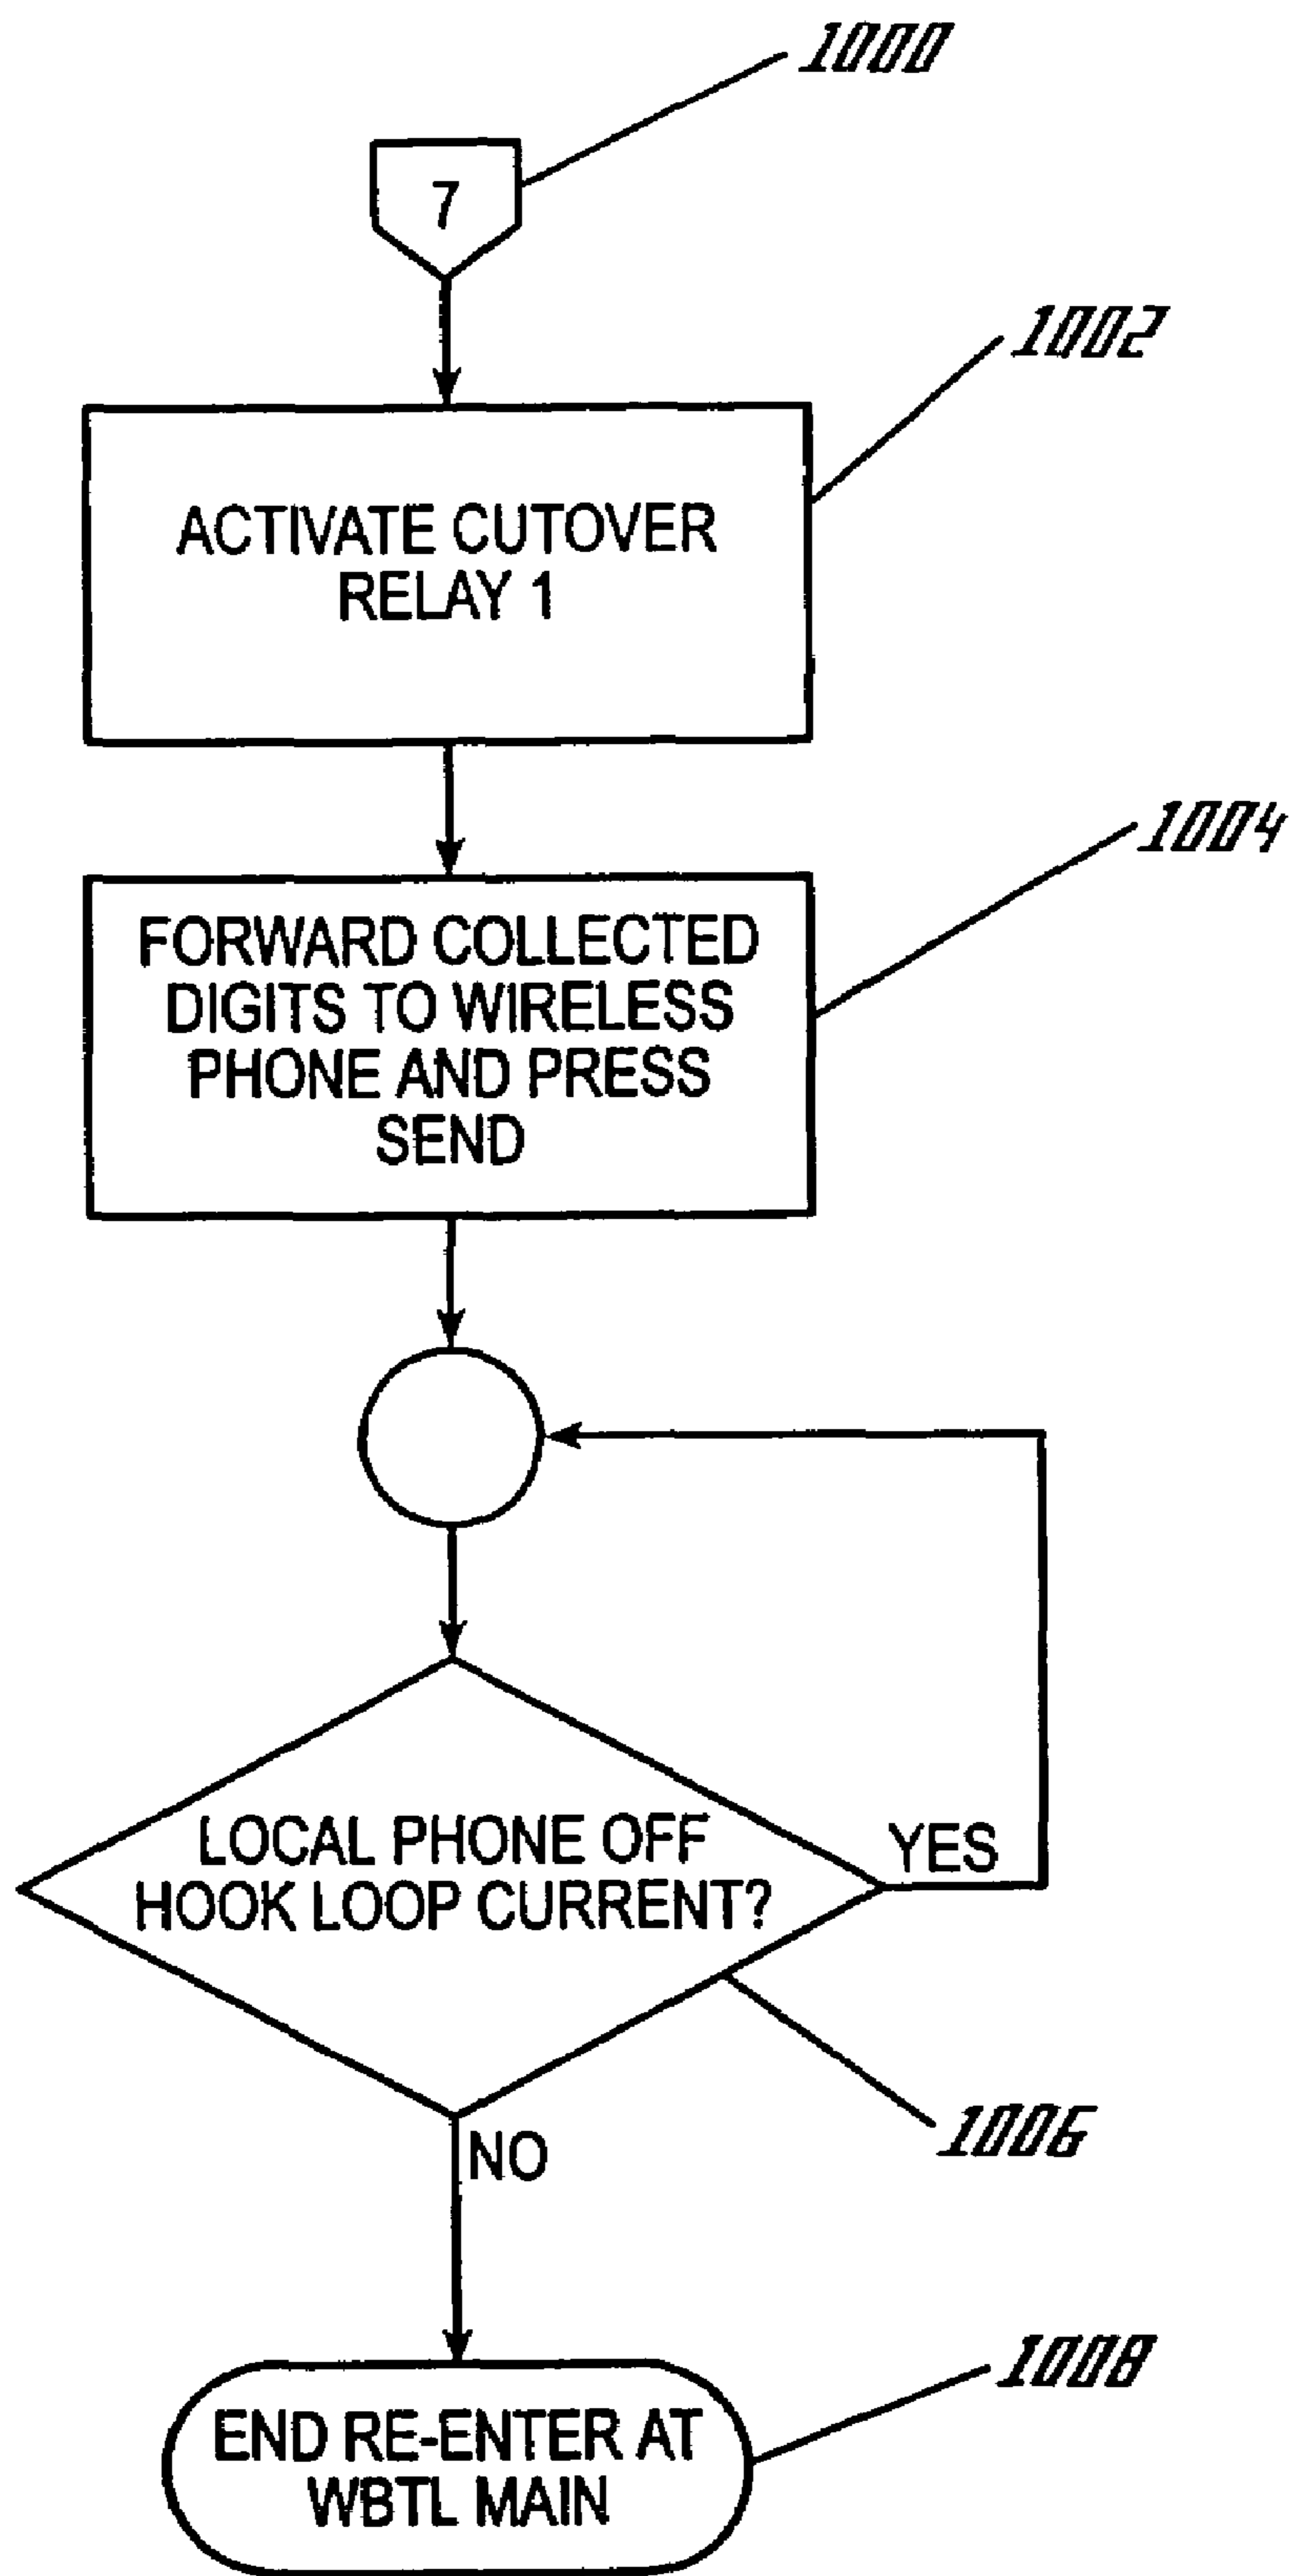 1000
7
1002
ACTIVATE CUTOVER
RELAY 1
1004
FORWARD COLLECTED
DIGITS TO WIRELESS
PHONE AND PRESS
SEND
LOCAL PHONE OFF
HOOK LOOP CURRENT?
YES
1006
NO
1008
END RE-ENTER AT
WBTL MAIN